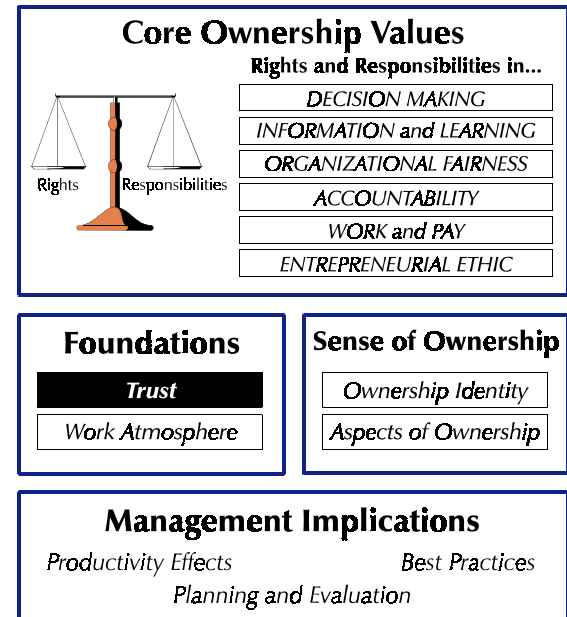 Core Ownership Values
Rights and Responsibilities in...
DECISION MAKING
INFORMATION and LEARNING
ORGANIZATIONAL FAIRNESS
ACCOUNTABILITY
WORK and PAY
ENTREPRENEURIAL ETHIC
Rights
Responsibilities
Foundations
Trust
Work Atmosphere
Sense of Ownership
Ownership Identity
Aspects of Ownership
Management Implications
Productivity Effects
Best Practices
Planning and Evaluation